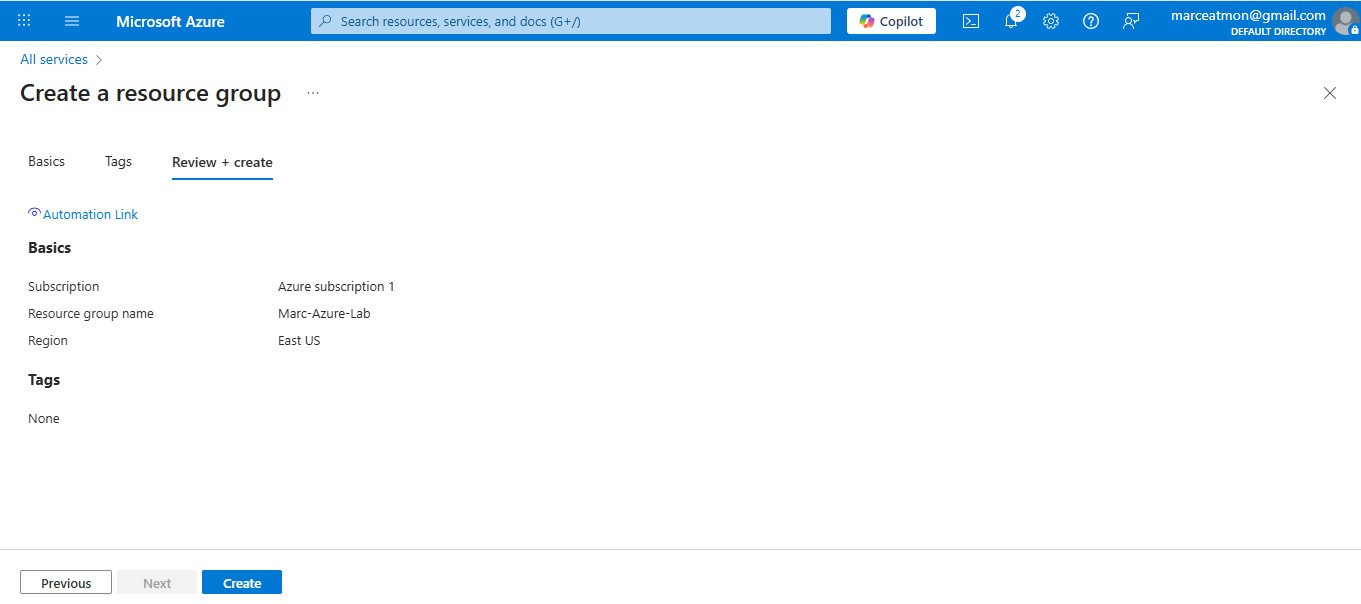 Microsoft Azure
Search resources, services, and docs (G+/)
Copilot
2
marceatmon@gmail.com
DEFAULT DIRECTORY
All services
Create a resource group
...
Basics
Tags
Review + create
Automation Link
Basics
Subscription Azure subscription 1
Resource group name Marc-Azure-Lab
Region East US
Tags
None
Previous
Next
Create